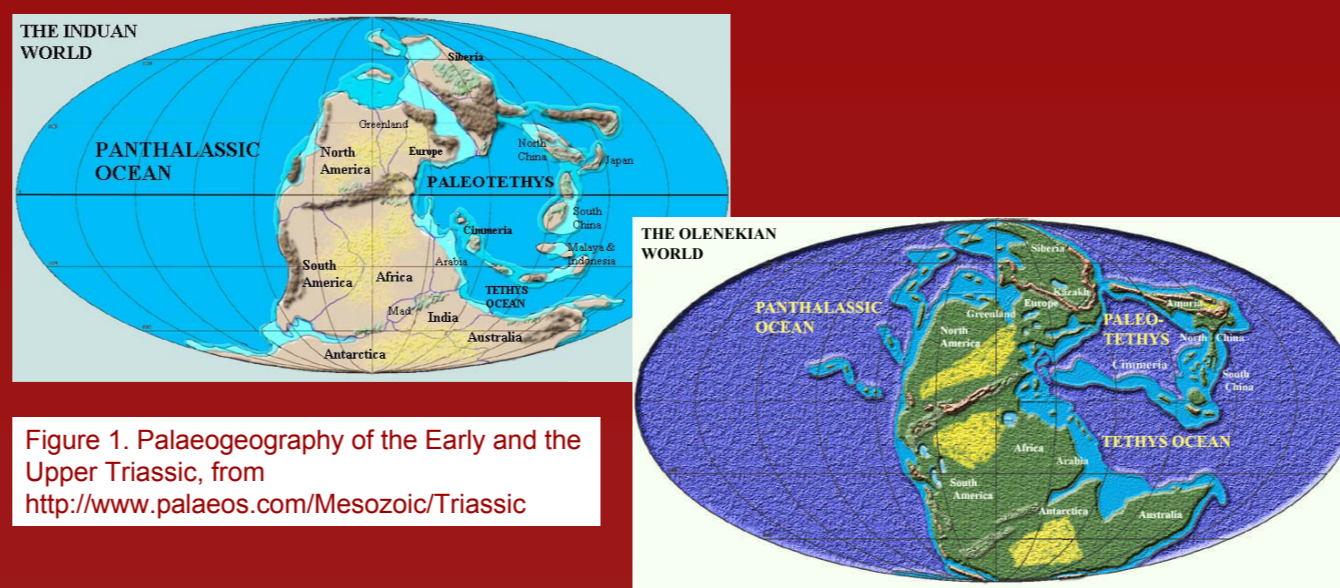 THE INDUAN
WORLD
Siberia
Greenland
PANTHALASSIC
OCEAN
North
America
Europe
North
China
Japan
PALEOTETHYS
South
China
Cimmeria
Malaya &
Indonesia
Arabia
South
America
Africa
TETHYS
OCEAN
Mad
India
Australia
Antarctica
THE OLENEKIAN
WORLD
Siberia
Kazakh
Europe
Amuria
PANTHALASSIC
OCEAN
Greenland
North
America
PALEO-
TETHYS
North China
Cimmeria
South
China
TETHYS OCEAN
Africa
Arabia
South
America
Antarctica
Australia
Figure 1. Palaeogeography of the Early and the
Upper Triassic, from
http://www.palaeos.com/Mesozoic/Triassic